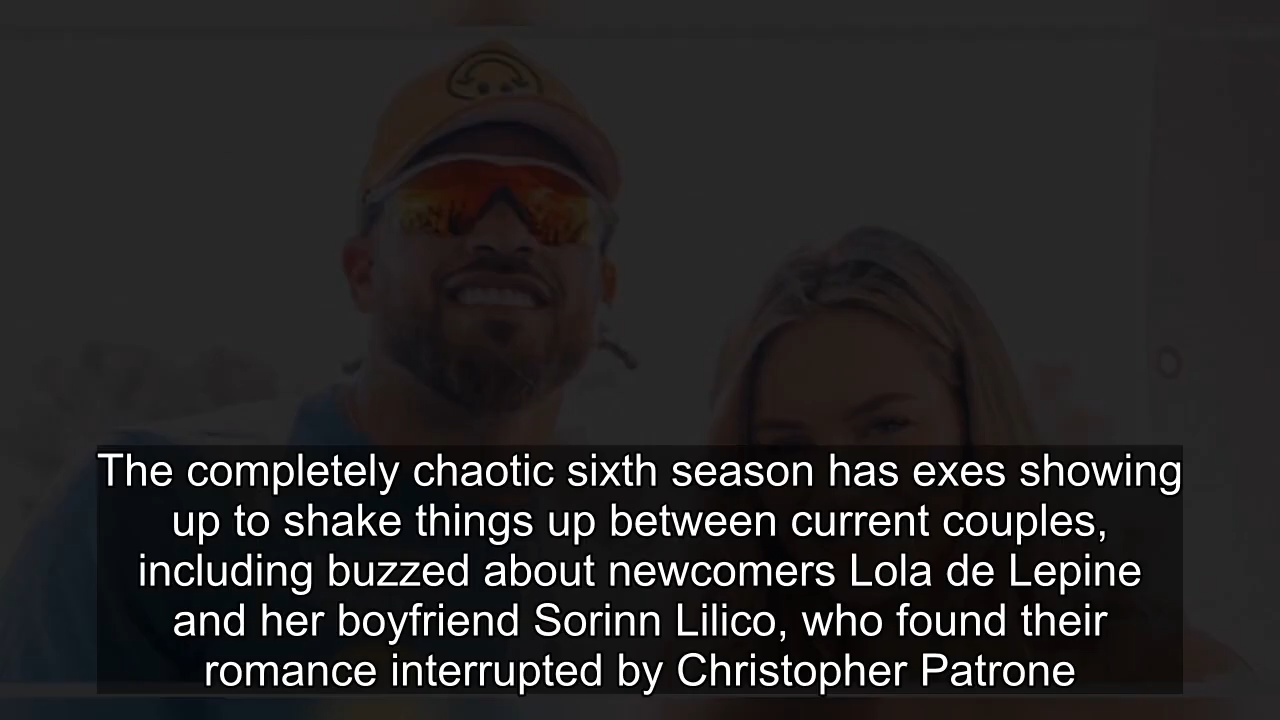 The completely chaotic sixth season has exes showing
up to shake things up between current couples,
including buzzed about newcomers Lola de Lepine
and her boyfriend Sorinn Lilico, who found their
romance interrupted by Christopher Patrone